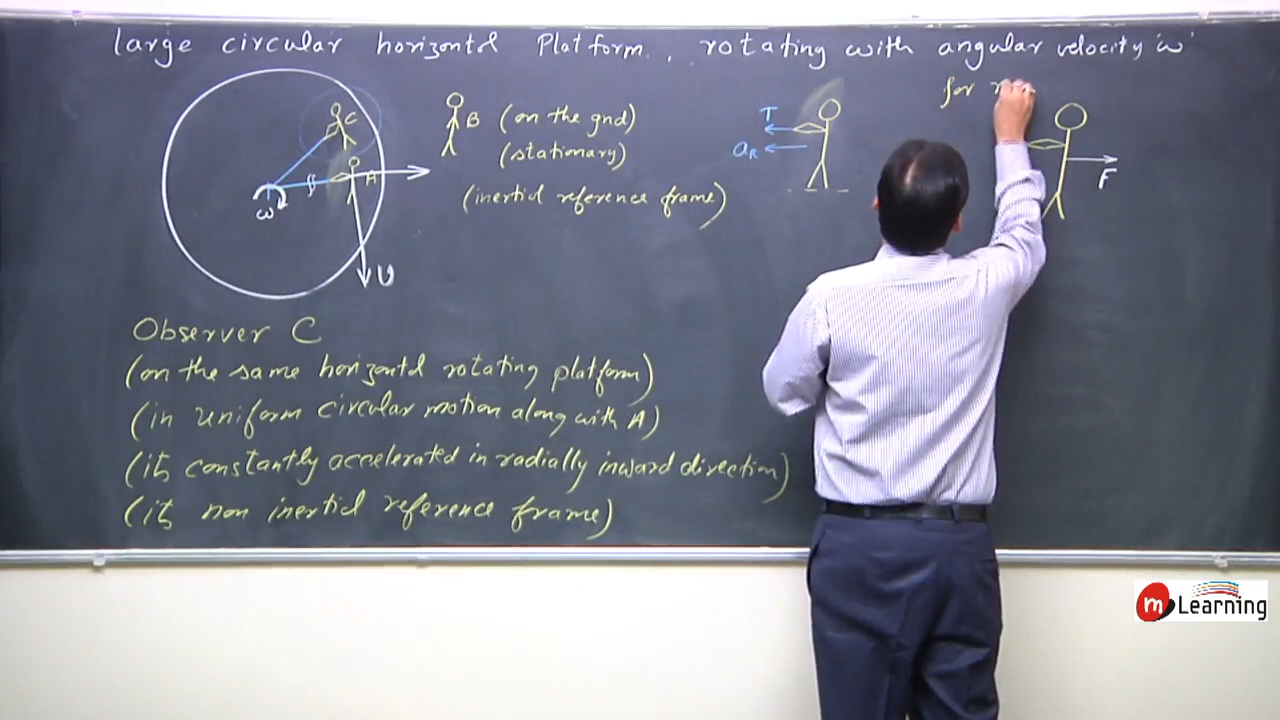 large circular horizontal Platform, rotating with angular velocity 'ω'
for
C
B (on the gnd)
(stationary)
(inertial reference frame)
T
aR
A
F
ω
υ
Observer C
(on the same horizontal rotating platform)
(in uniform circular motion along with A)
(its constantly accelerated in radially inward direction)
(its non inertial reference frame)
m Learning